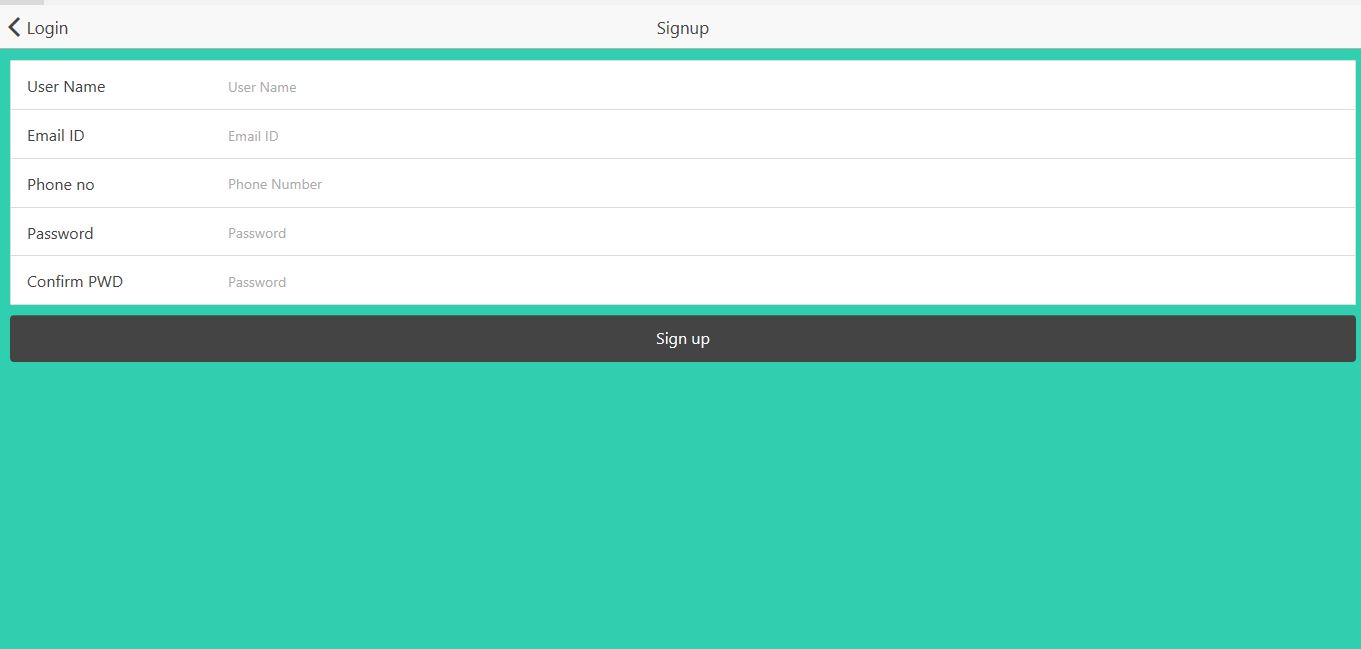 Login Signup
User Name User Name
Email ID Email ID
Phone no Phone Number
Password Password
Confirm PWD Password
Sign up